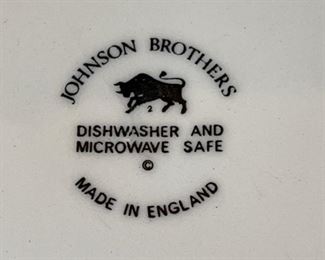 JOHNSON BROTHERS
2
DISHWASHER AND
MICROWAVE SAFE
©
MADE IN ENGLAND